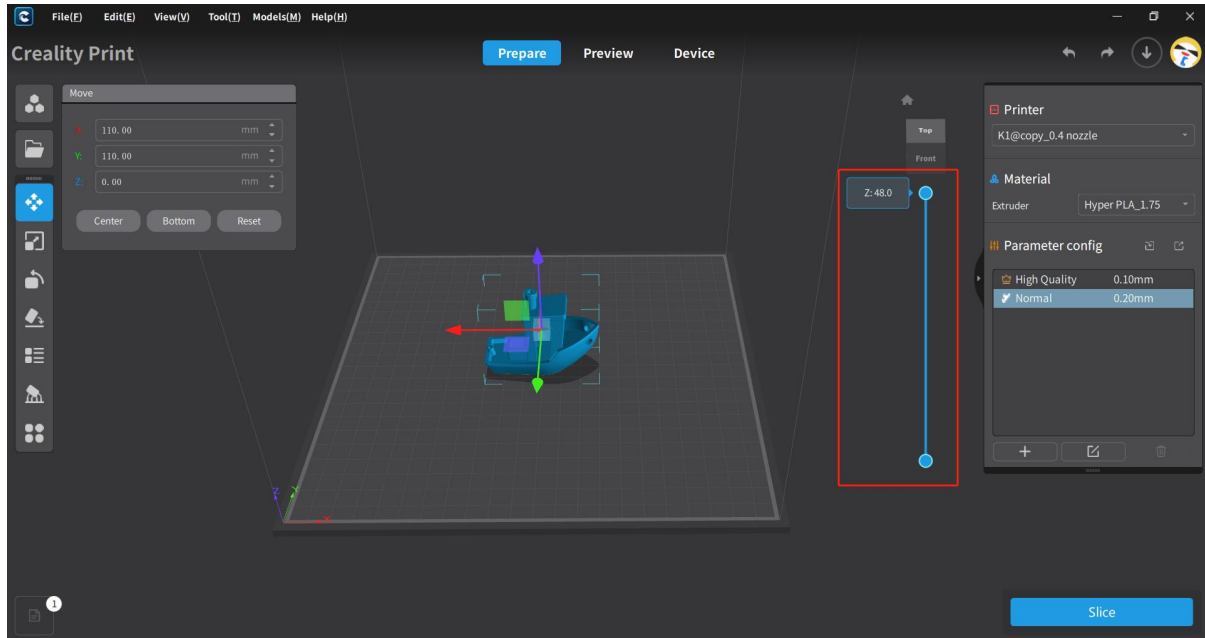 File(F) Edit(E) View(V) Tool(T) Models(M) Help(H)
Creality Print
Prepare Preview Device
Move
X: 110.00 mm
Y: 110.00 mm
Z: 0.00 mm
Center Bottom Reset
Top
Front
Z: 48.0
Printer
K1@copy_0.4 nozzle
Material
Extruder Hyper PLA_1.75
Parameter config
High Quality 0.10mm
Normal 0.20mm
Z Y X
1
Slice